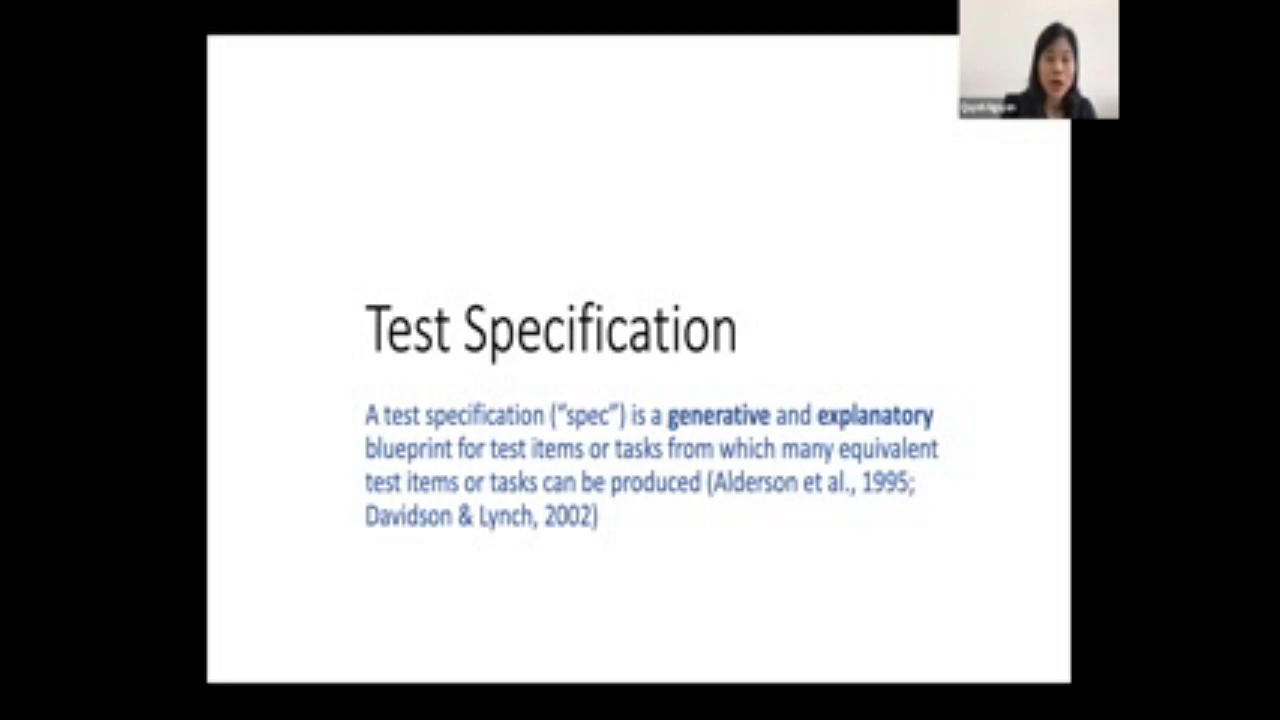 Test Specification
A test specification ("spec") is a generative and explanatory
blueprint for test items or tasks from which many equivalent
test items or tasks can be produced (Alderson et al., 1995;
Davidson & Lynch, 2002)